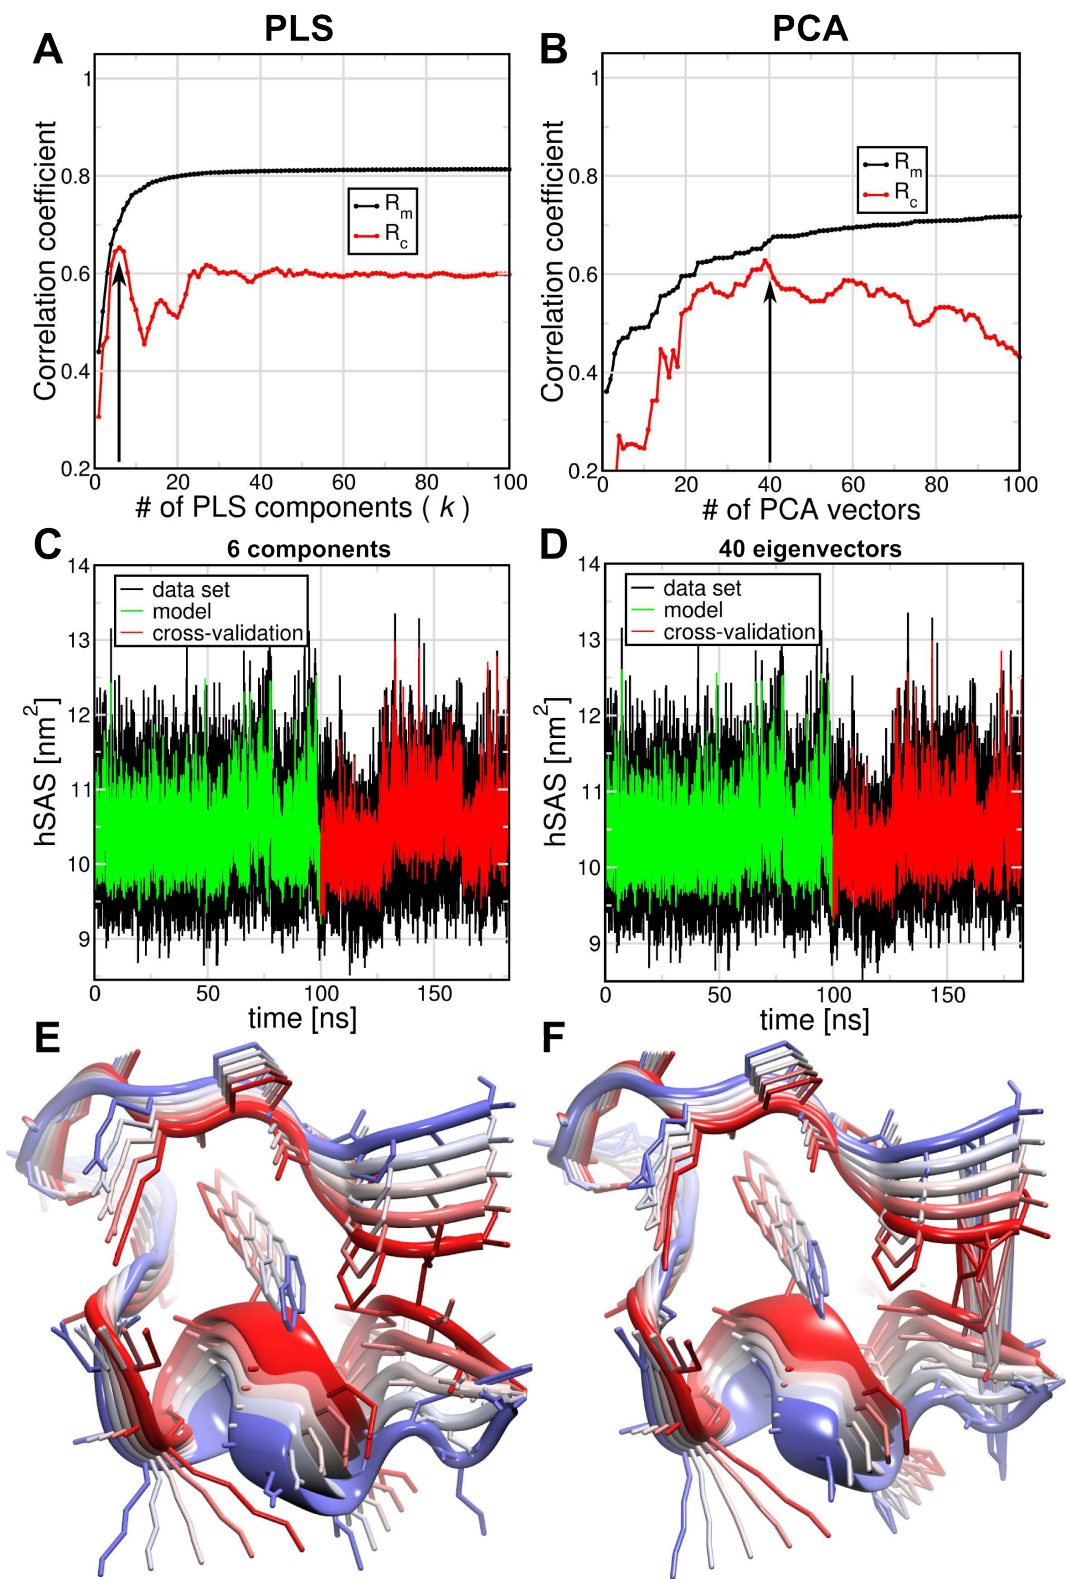 PLS
PCA
A
B
1
0.8
0.6
0.4
0.2
Correlation coefficient
R_m
R_c
0 20 40 60 80 100
# of PLS components ( k )
1
0.8
0.6
0.4
0.2
Correlation coefficient
R_m
R_c
0 20 40 60 80 100
# of PCA vectors
C
6 components
D
40 eigenvectors
14
13
12
11
10
9
hSAS [nm²]
data set
model
cross-validation
0 50 100 150
time [ns]
14
13
12
11
10
9
hSAS [nm²]
data set
model
cross-validation
0 50 100 150
time [ns]
E
F